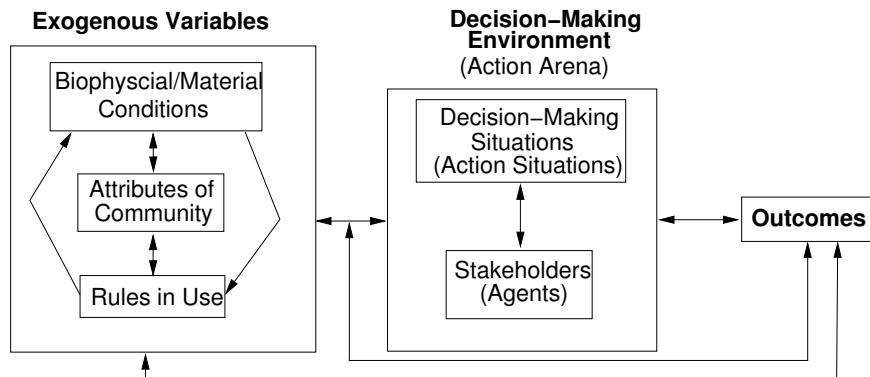 Exogenous Variables
Biophyscial/Material
Conditions
Attributes of
Community
Rules in Use
Decision−Making
Environment
(Action Arena)
Decision−Making
Situations
(Action Situations)
Stakeholders
(Agents)
Outcomes